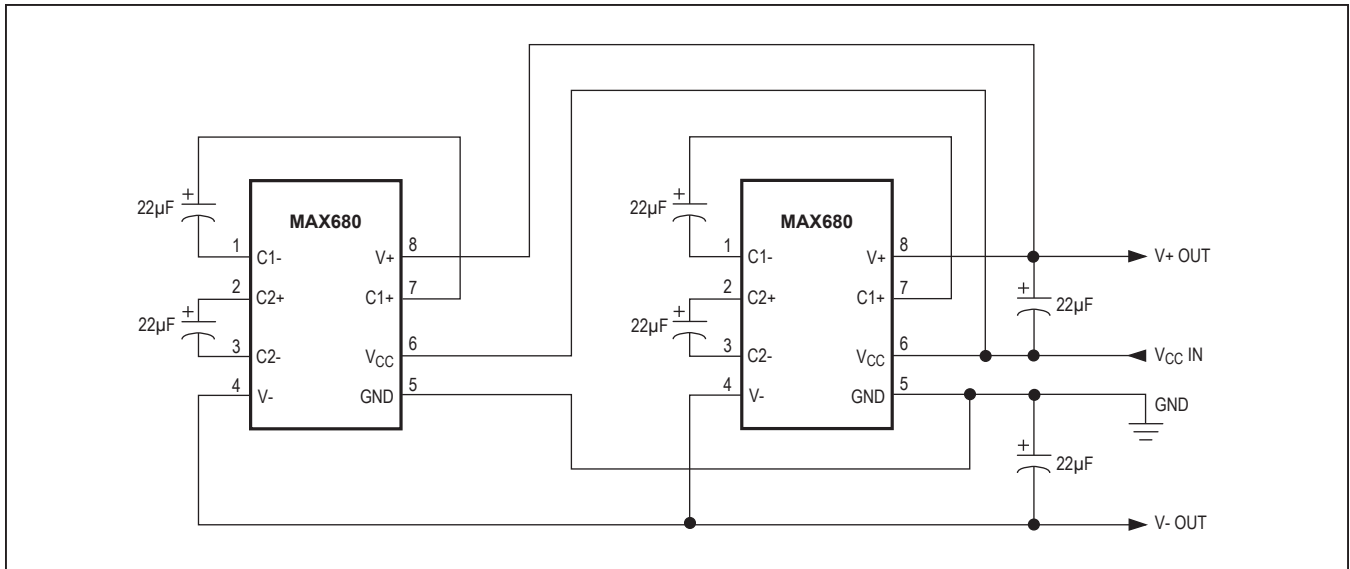 MAX680
22µF
+
1
C1-
2
C2+
22µF
+
3
C2-
4
V-
8
V+
7
C1+
6
VCC
5
GND
MAX680
22µF
+
1
C1-
2
C2+
22µF
+
3
C2-
4
V-
8
V+
7
C1+
6
VCC
5
GND
V+ OUT
+
22µF
VCC IN
GND
+
22µF
V- OUT